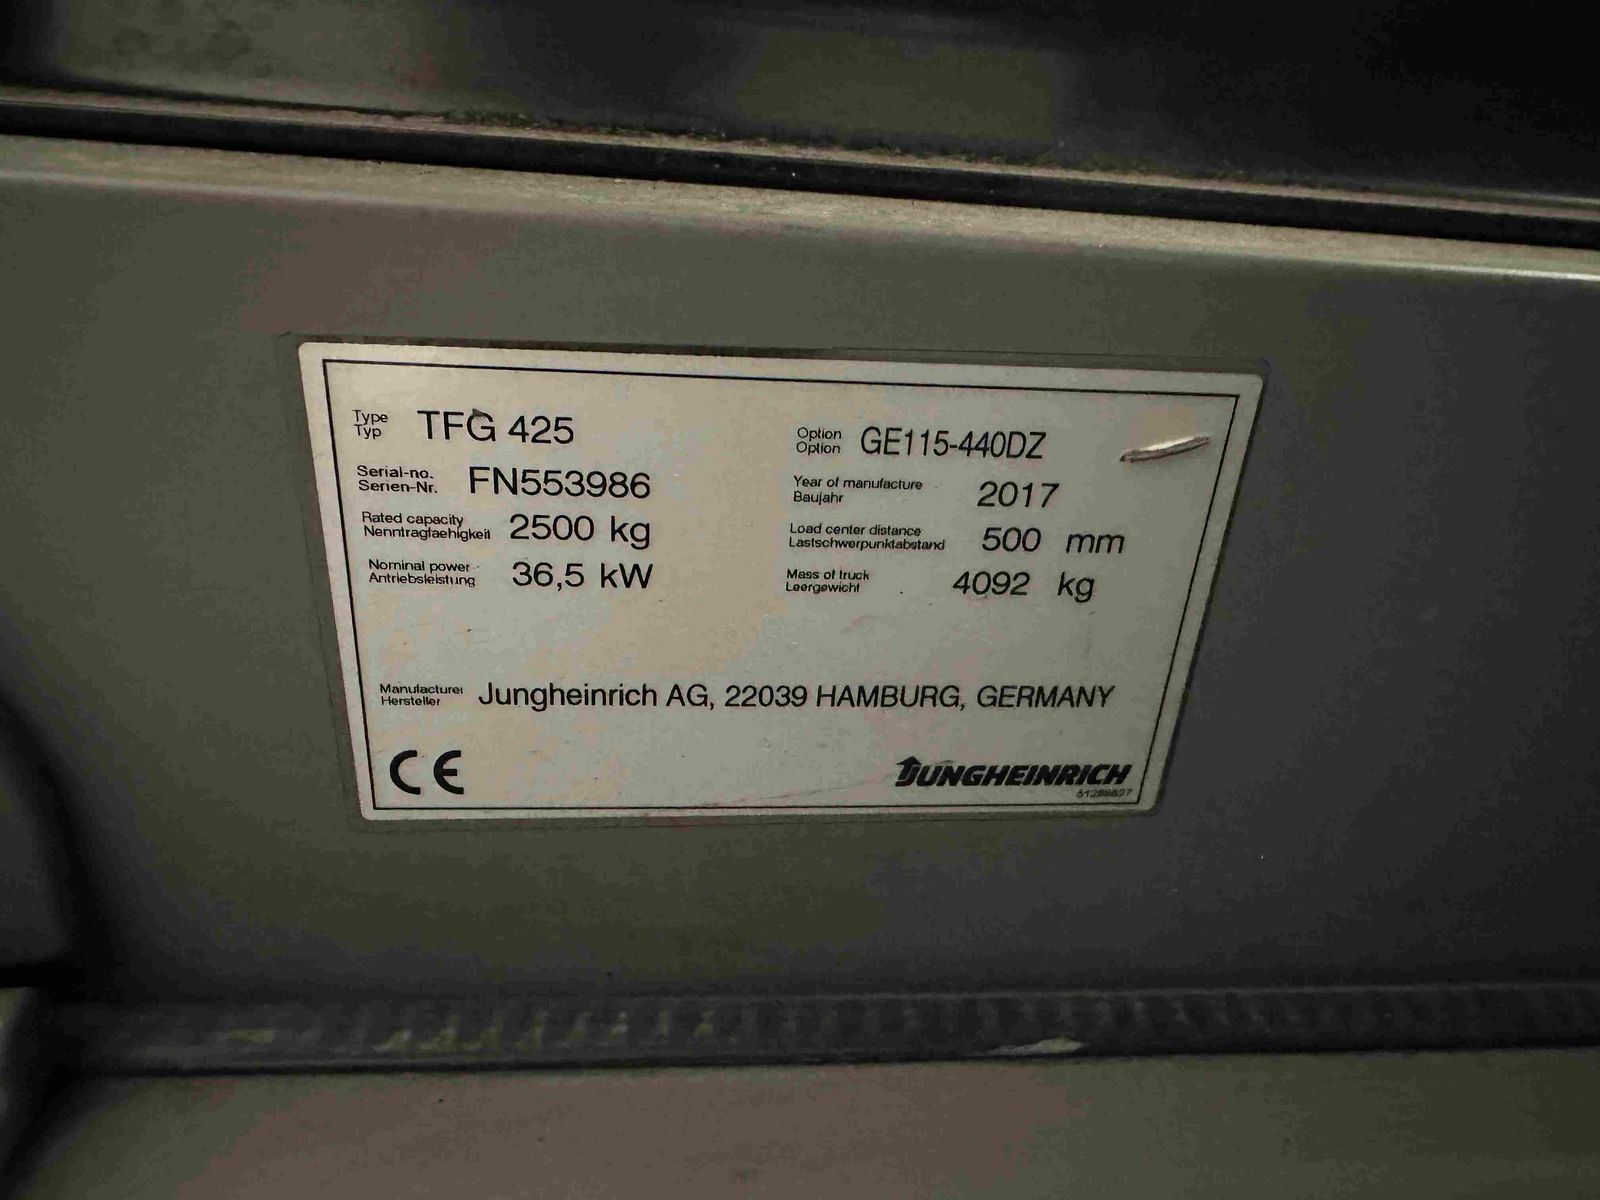 Type TFG 425
Typ
Option GE115-440DZ
Option
Serial-no. FN553986
Serien-Nr.
Year of manufacture 2017
Baujahr
Rated capacity 2500 kg
Nenntragfaehigkeit
Load center distance 500 mm
Lastschwerpunktabstand
Nominal power 36,5 kW
Antriebsleistung
Mass of truck 4092 kg
Leergewicht
Manufacturer Jungheinrich AG, 22039 HAMBURG, GERMANY
Hersteller
CE
JUNGHEINRICH